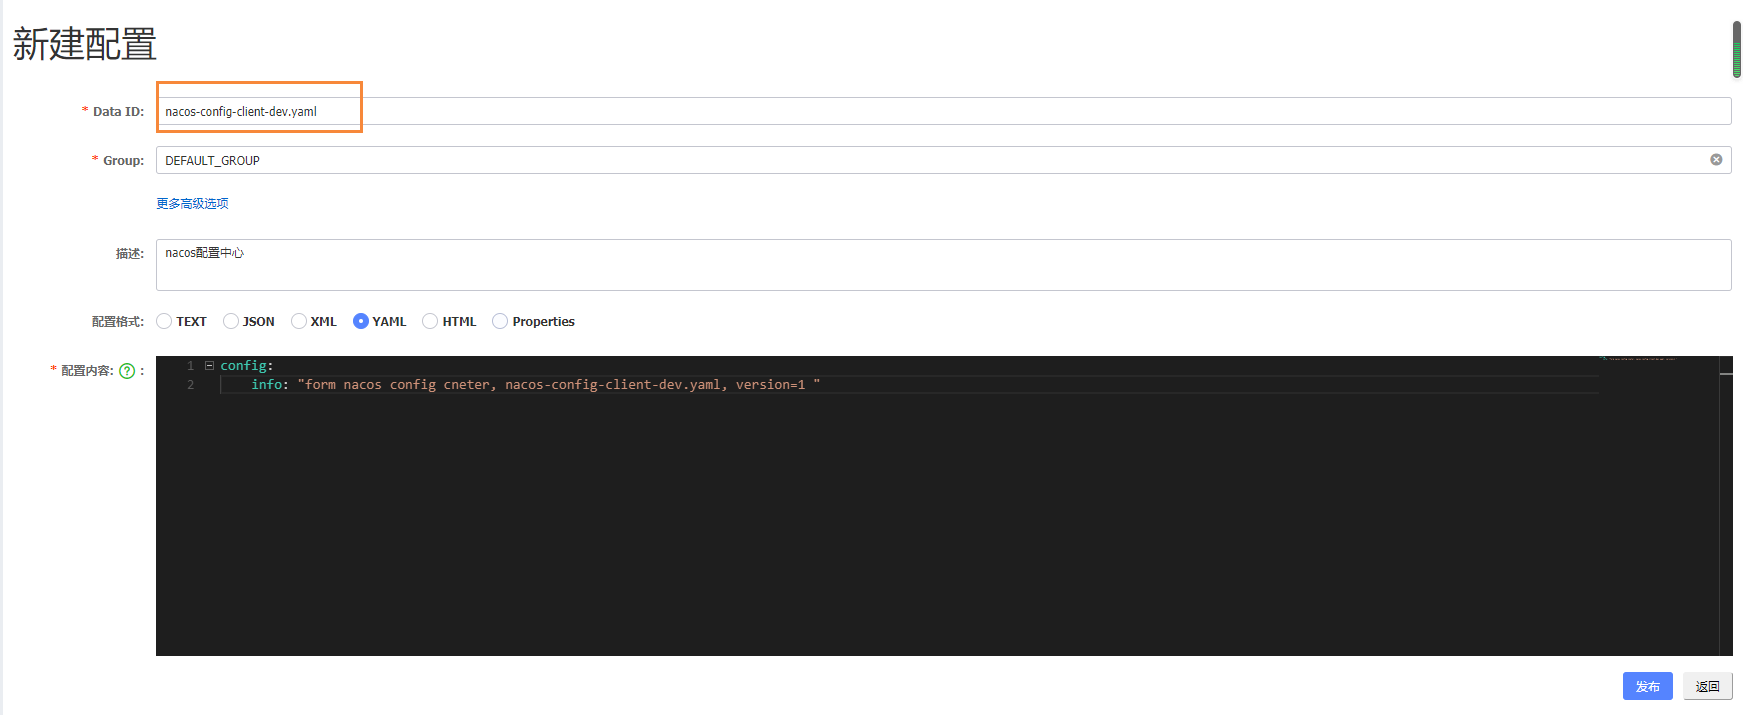 新建配置
* Data ID: nacos-config-client-dev.yaml
* Group: DEFAULT_GROUP
更多高级选项
描述: nacos配置中心
配置格式: TEXT JSON XML YAML HTML Properties
* 配置内容: ? :
1 config:
2 info: "form nacos config cneter, nacos-config-client-dev.yaml, version=1 "
发布 返回